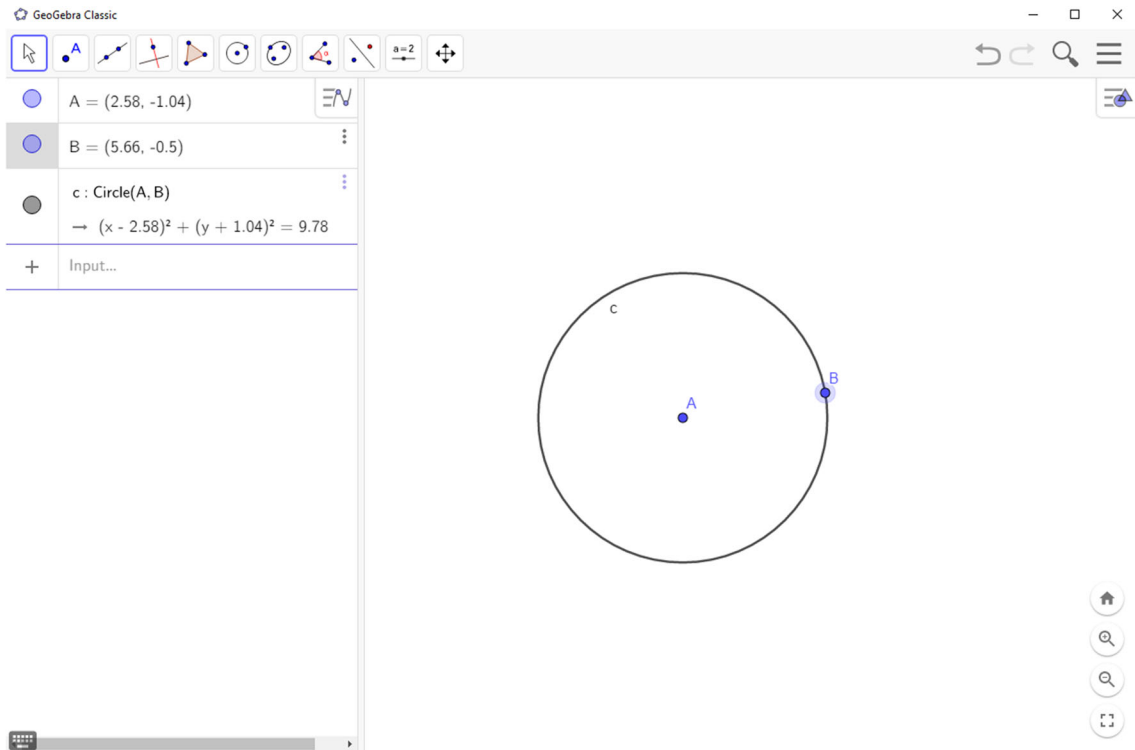 GeoGebra Classic
A
α
a=2
A = (2.58, -1.04)
B = (5.66, -0.5)
c : Circle(A, B)
→ (x - 2.58)² + (y + 1.04)² = 9.78
+ Input...
c
B
A